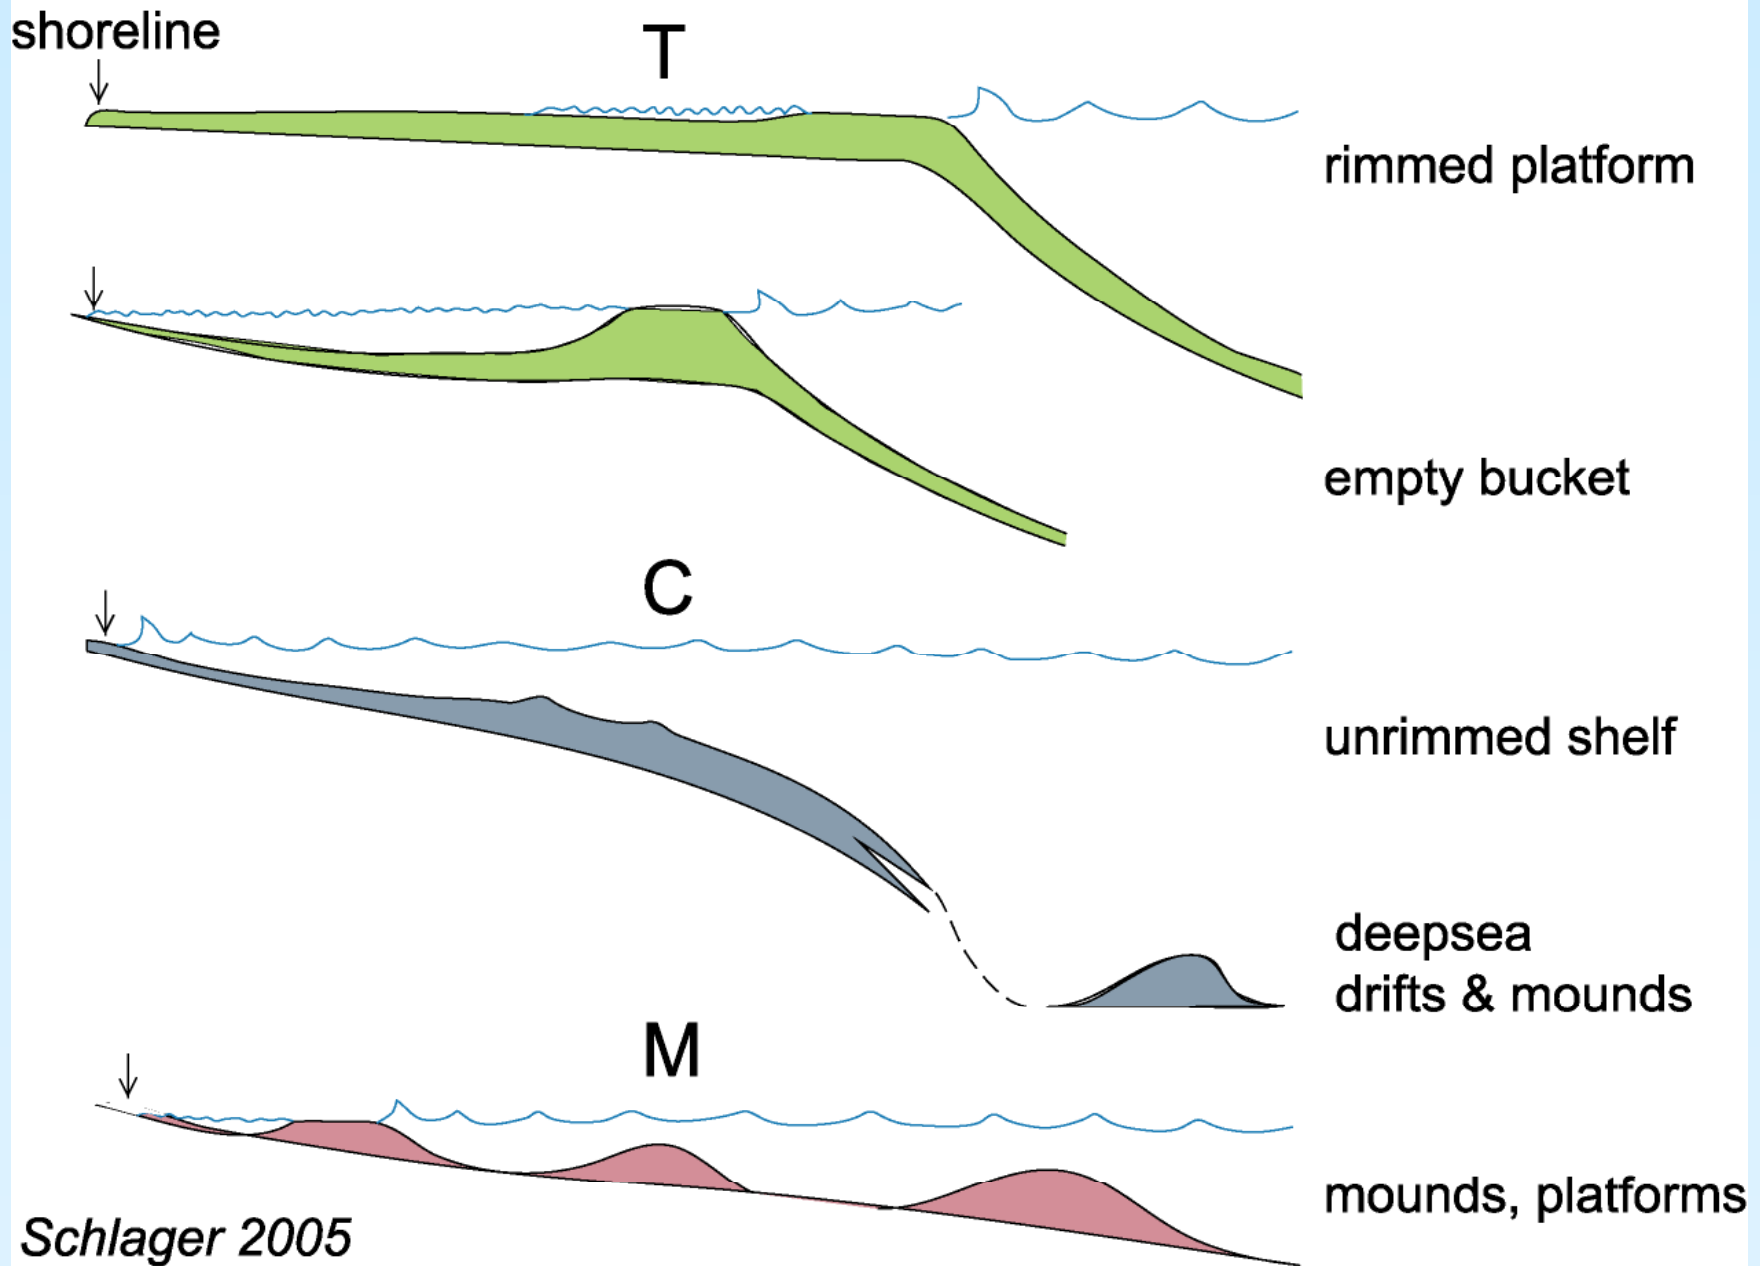 shoreline
T
rimmed platform
empty bucket
C
unrimmed shelf
deepsea
drifts & mounds
M
mounds, platforms
Schlager 2005